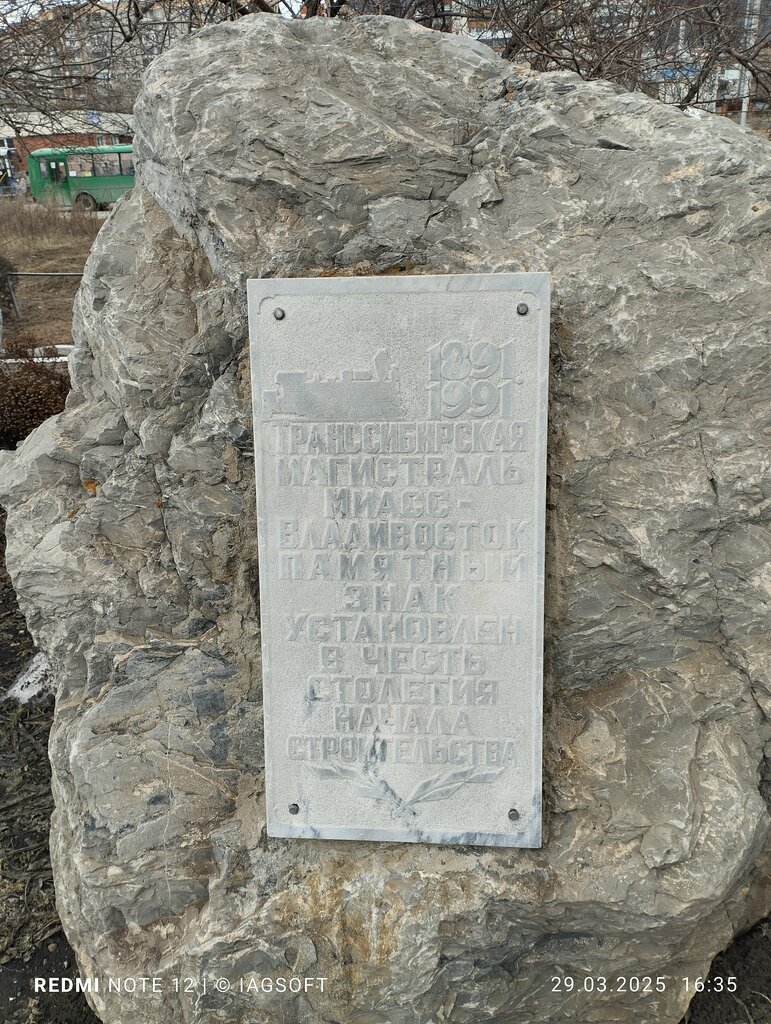 1891
1991
ТРАНССИБИРСКАЯ
МАГИСТРАЛЬ
МИАСС-
ВЛАДИВОСТОК
ПАМЯТНЫЙ
ЗНАК
УСТАНОВЛЕН
В ЧЕСТЬ
СТОЛЕТИЯ
НАЧАЛА
СТРОИТЕЛЬСТВА
REDMI NOTE 12 | © IAGSOFT
29.03.2025 16:35